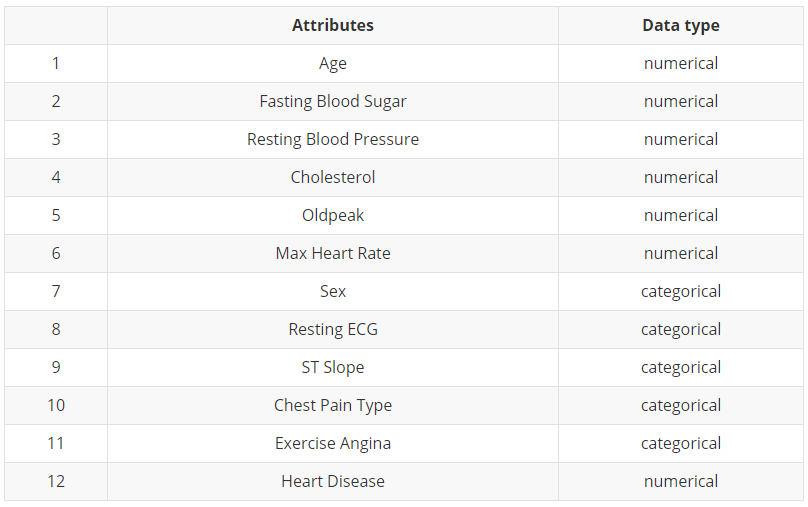 Attributes Data type
1 Age numerical
2 Fasting Blood Sugar numerical
3 Resting Blood Pressure numerical
4 Cholesterol numerical
5 Oldpeak numerical
6 Max Heart Rate numerical
7 Sex categorical
8 Resting ECG categorical
9 ST Slope categorical
10 Chest Pain Type categorical
11 Exercise Angina categorical
12 Heart Disease numerical